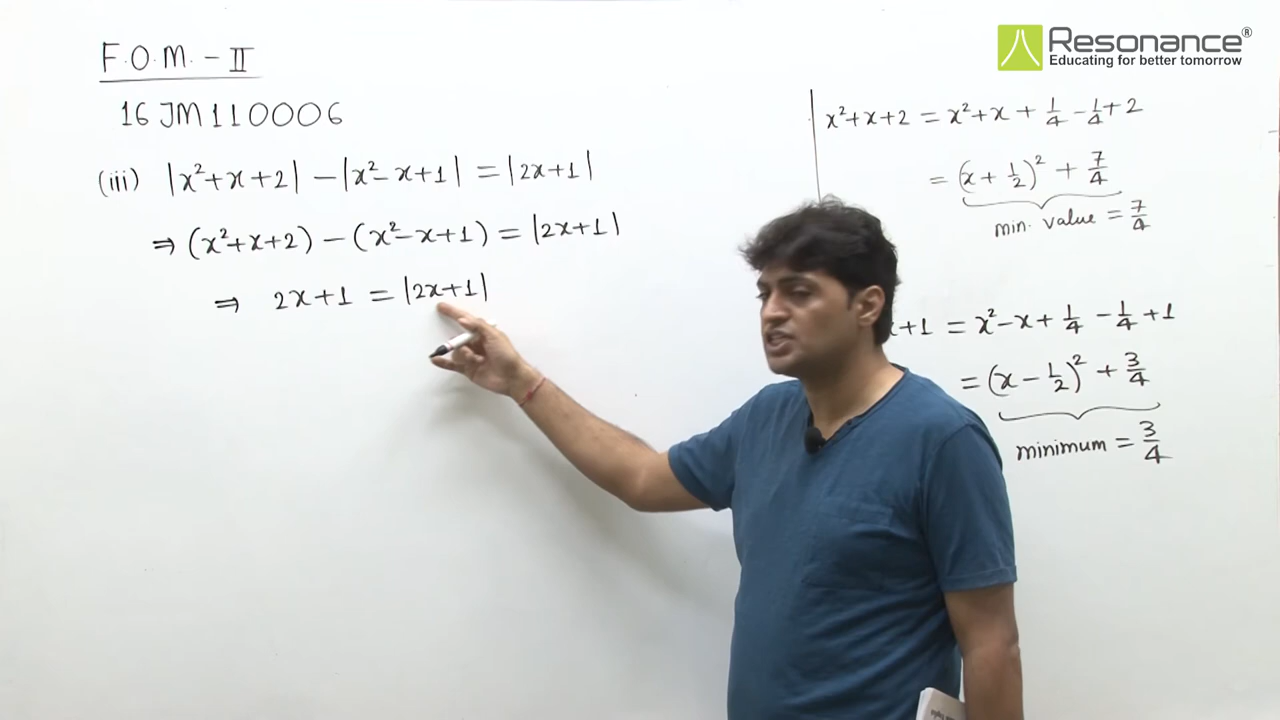 F.O.M. - II
16JM110006
(iii) |x²+x+2| - |x²-x+1| = |2x+1|
⇒ (x²+x+2) - (x²-x+1) = |2x+1|
⇒ 2x+1 = |2x+1|
Resonance®
Educating for better tomorrow
x²+x+2 = x²+x+1/4-1/4+2
= (x+1/2)²+7/4
min. value = 7/4
x+1 = x²-x+1/4-1/4+1
= (x-1/2)²+3/4
minimum = 3/4